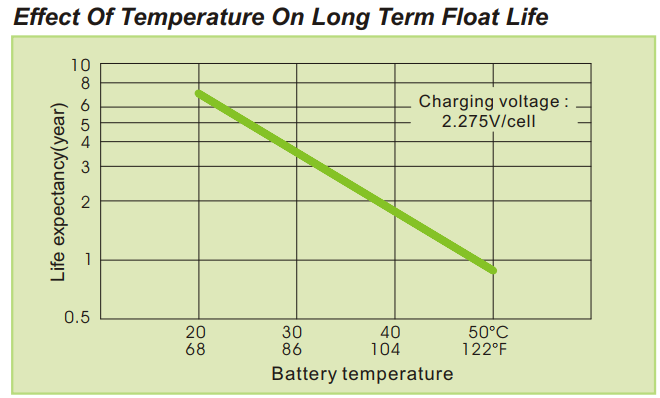 Effect Of Temperature On Long Term Float Life
10
8
6
5
4
3
2
1
0.5
Life expectancy(year)
Charging voltage :
2.275V/cell
20 30 40 50°C
68 86 104 122°F
Battery temperature